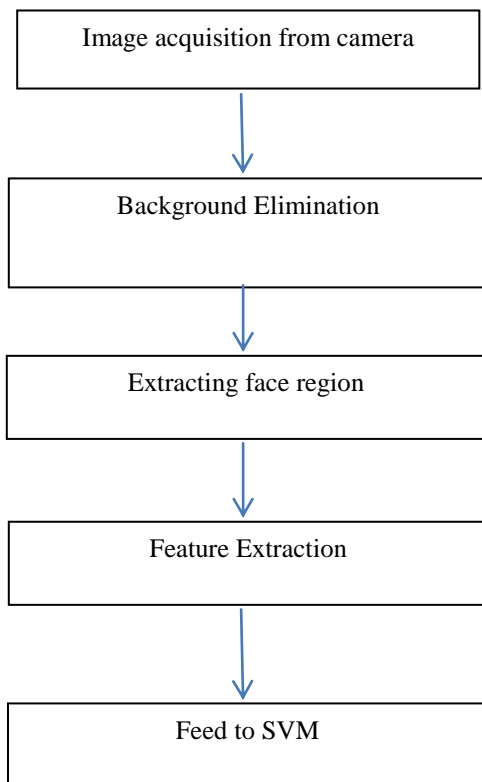 Image acquisition from camera
Background Elimination
Extracting face region
Feature Extraction
Feed to SVM